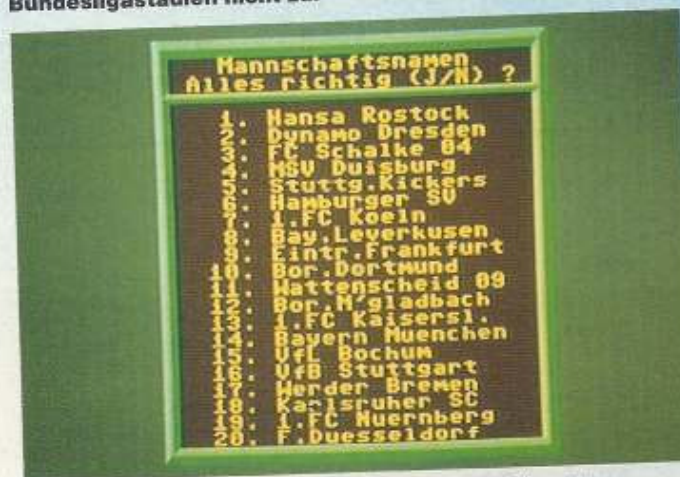 Bundesligastadien nicht zu
Mannschaftsnamen
Alles richtig (J/N) ?
1. Hansa Rostock
2. Dynamo Dresden
3. FC Schalke 04
4. MSV Duisburg
5. Stuttg.Kickers
6. Hamburger SV
7. 1.FC Koeln
8. Bay.Leverkusen
9. Eintr.Frankfurt
10. Bor.Dortmund
11. Wattenscheid 09
12. Bor.M'gladbach
13. 1.FC Kaisersl.
14. Bayern Muenchen
15. VfL Bochum
16. VfB Stuttgart
17. Werder Bremen
18. Karlsruher SC
19. 1.FC Nuernberg
20. F.Duesseldorf